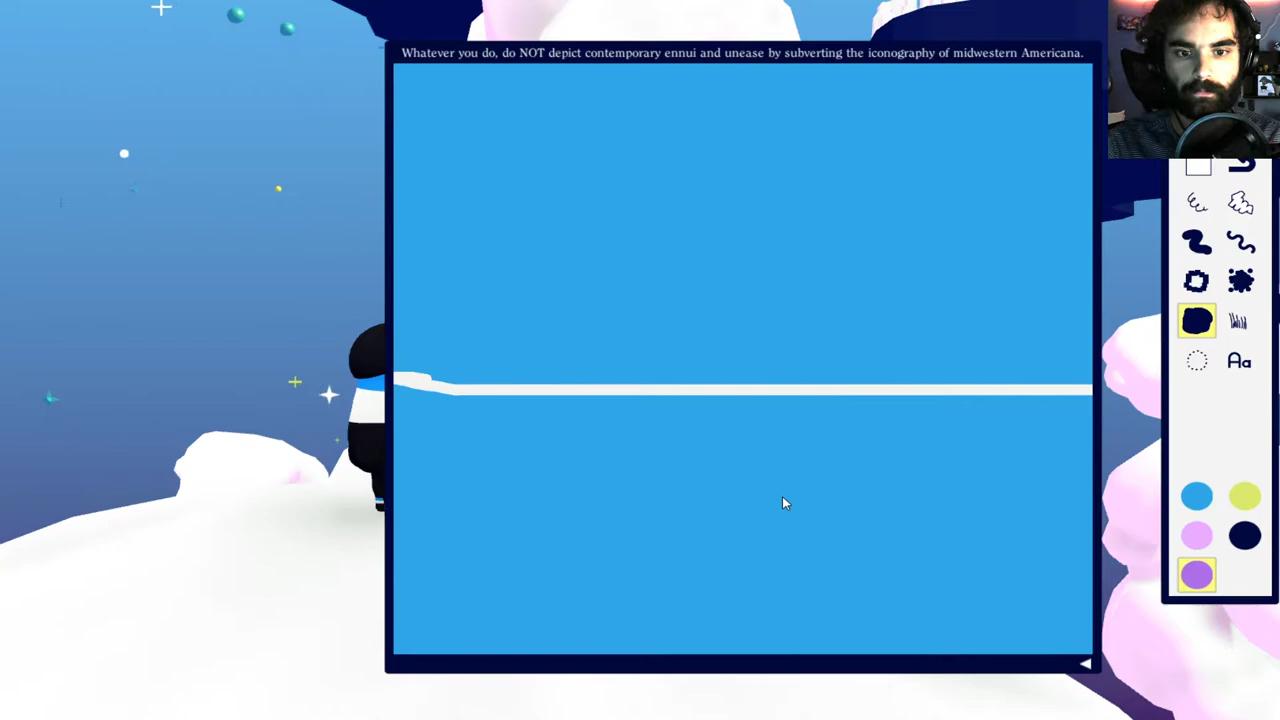 Whatever you do, do NOT depict contemporary ennui and unease by subverting the iconography of midwestern Americana.
Aa